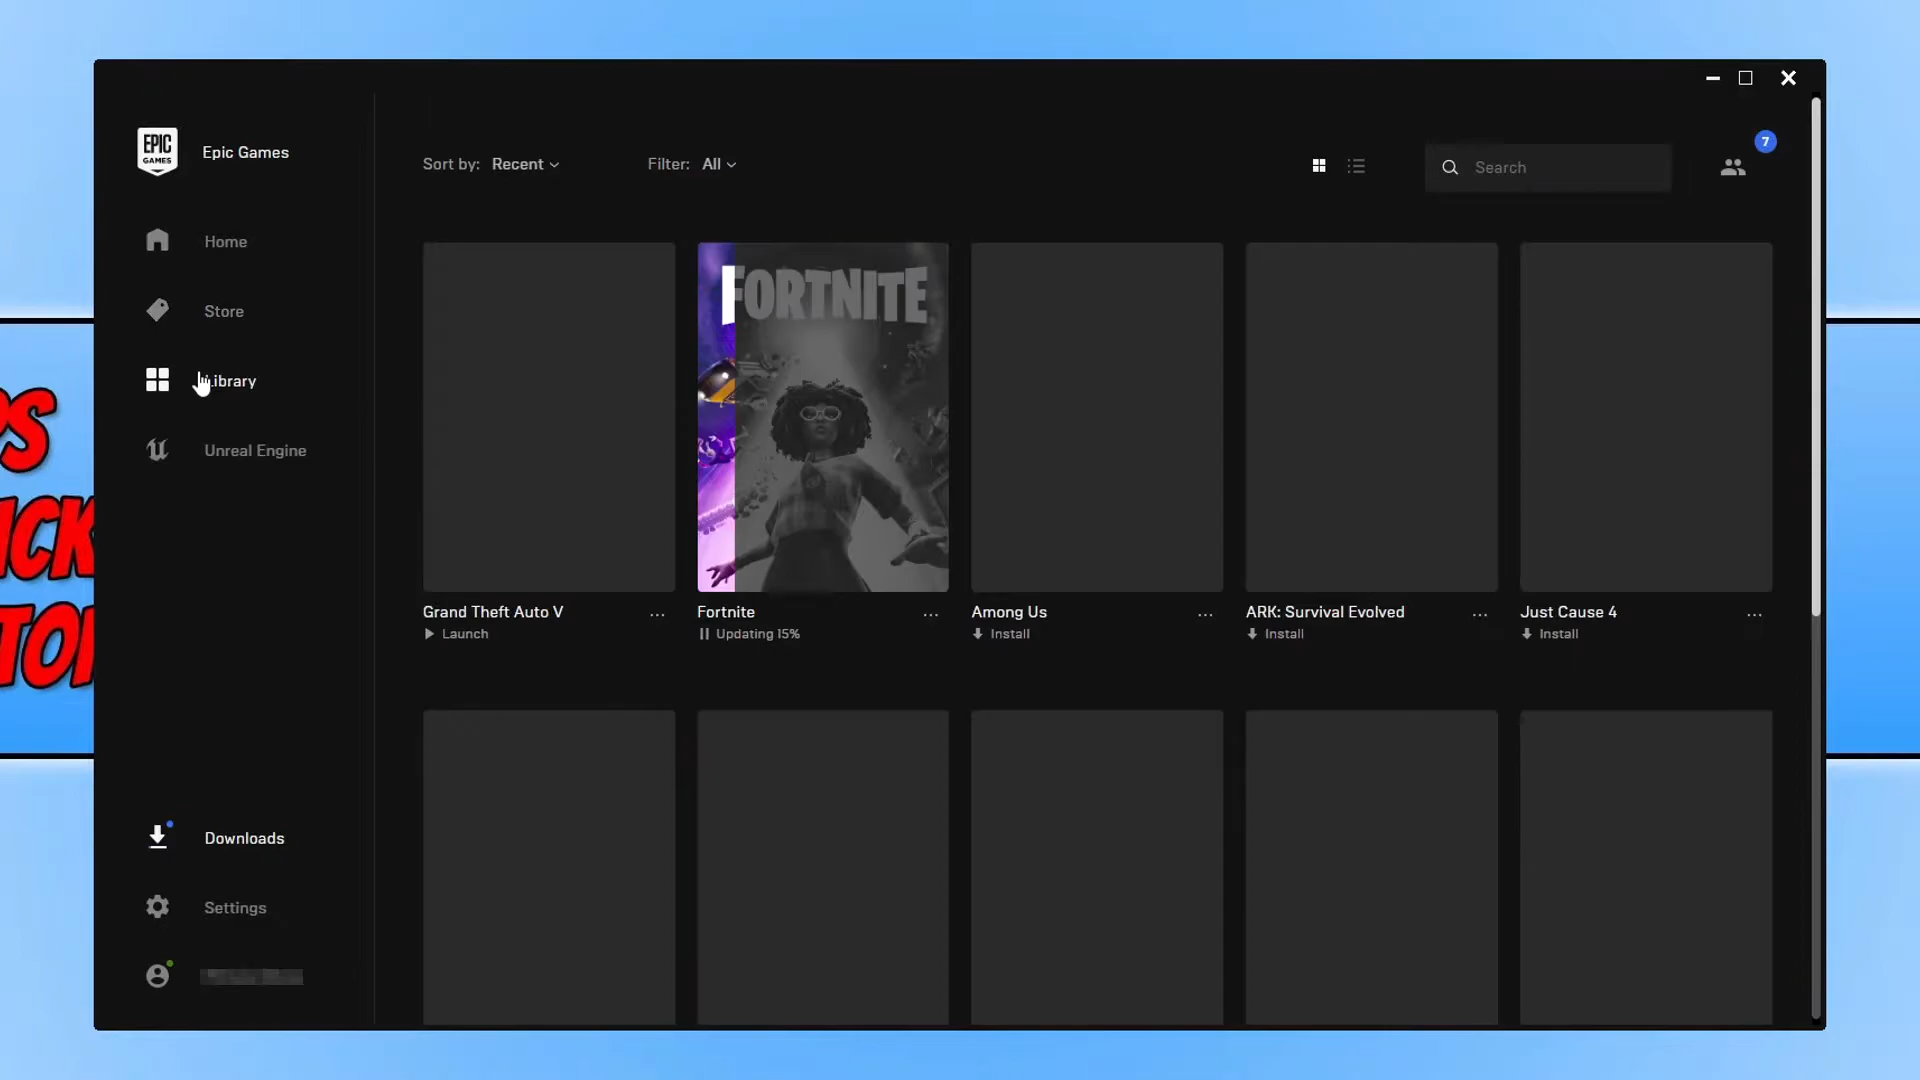 EPIC
GAMES
Epic Games
Home
Store
Library
Unreal Engine
Downloads
Settings
Sort by: Recent
Filter: All
Search
7
FORTNITE
Grand Theft Auto V ...
Launch
Fortnite ...
Updating 15%
Among Us ...
Install
ARK: Survival Evolved ...
Install
Just Cause 4 ...
Install